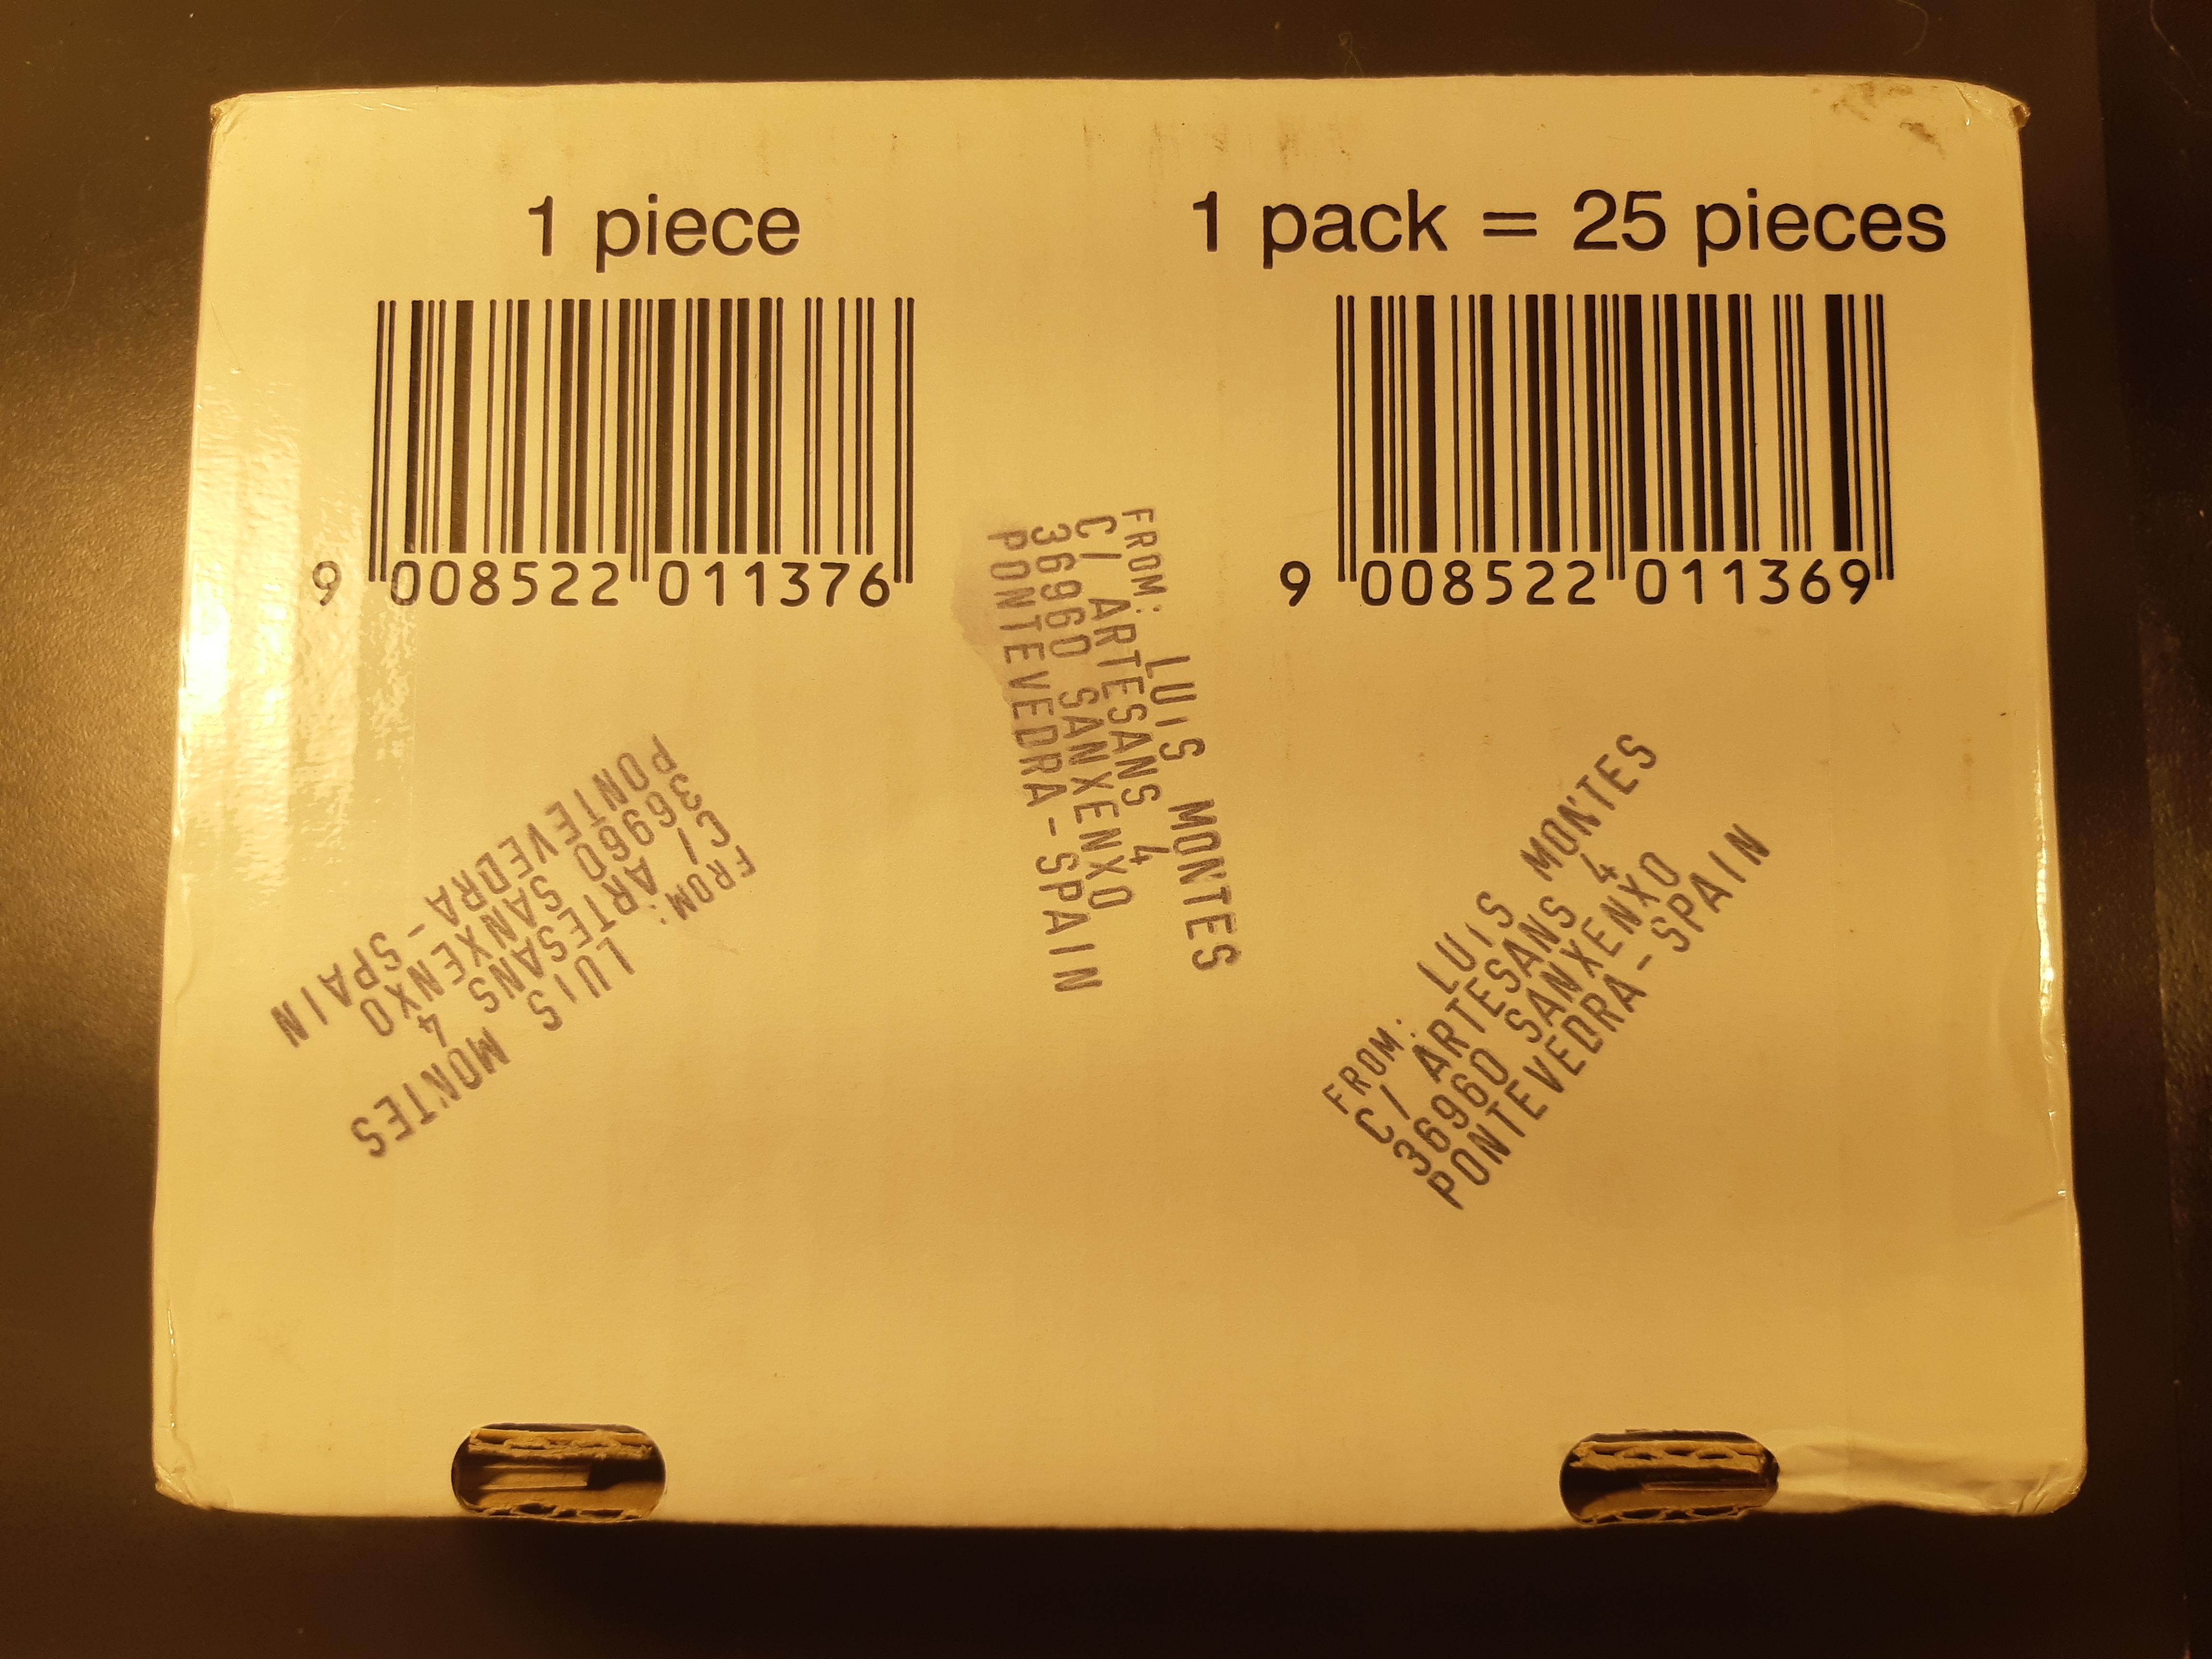 1 piece
1 pack = 25 pieces
9 008522 011376
9 008522 011369
FROM: LUIS MONTES
C/ ARTESANS 4
36960 SANXENXO
PONTEVEDRA-SPAIN
FROM: LUIS MONTES
C/ ARTESANS 4
36960 SANXENXO
PONTEVEDRA-SPAIN
FROM: LUIS MONTES
C/ ARTESANS 4
36960 SANXENXO
PONTEVEDRA-SPAIN